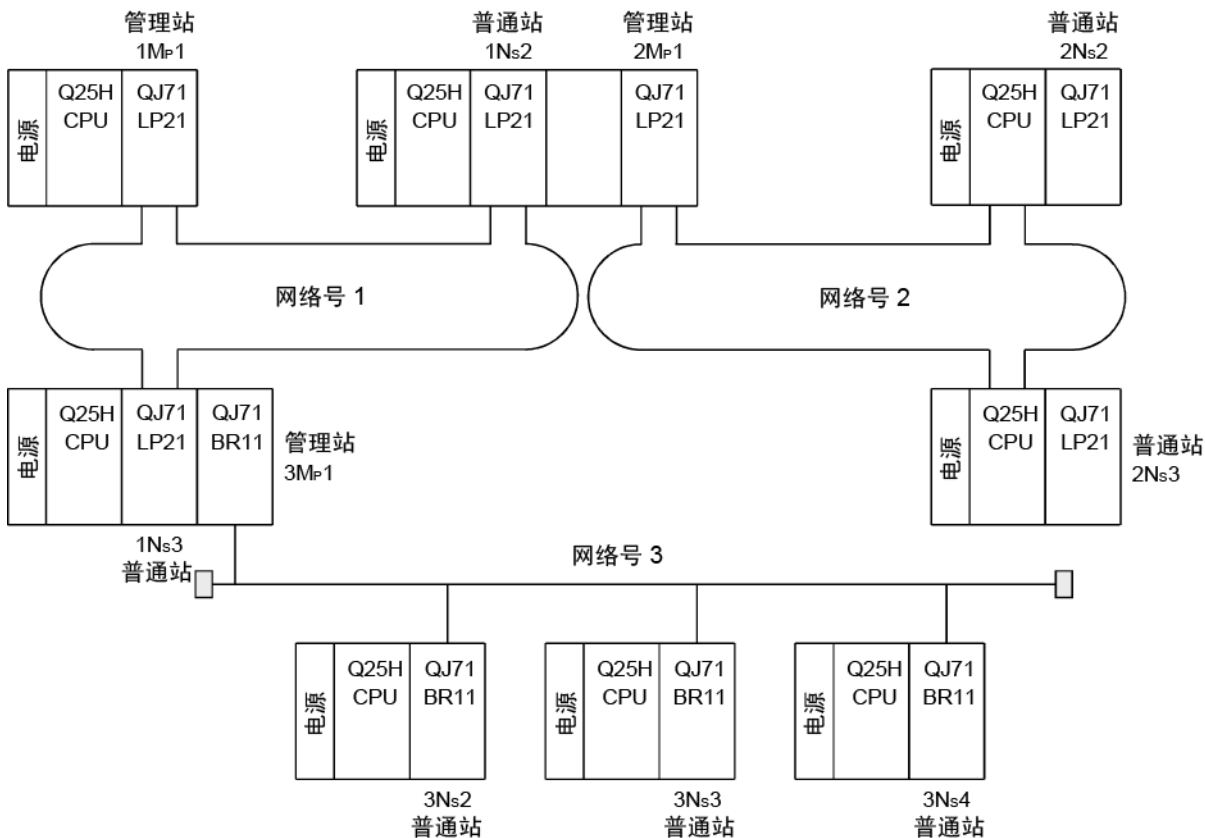 管理站
1MP1
普通站
1NS2
管理站
2MP1
普通站
2NS2
电源
Q25H
CPU
QJ71
LP21
电源
Q25H
CPU
QJ71
LP21
QJ71
LP21
电源
Q25H
CPU
QJ71
LP21
网络号 1
网络号 2
电源
Q25H
CPU
QJ71
LP21
QJ71
BR11
管理站
3MP1
电源
Q25H
CPU
QJ71
LP21
普通站
2NS3
1NS3
普通站
网络号 3
电源
Q25H
CPU
QJ71
BR11
电源
Q25H
CPU
QJ71
BR11
电源
Q25H
CPU
QJ71
BR11
3NS2
普通站
3NS3
普通站
3NS4
普通站